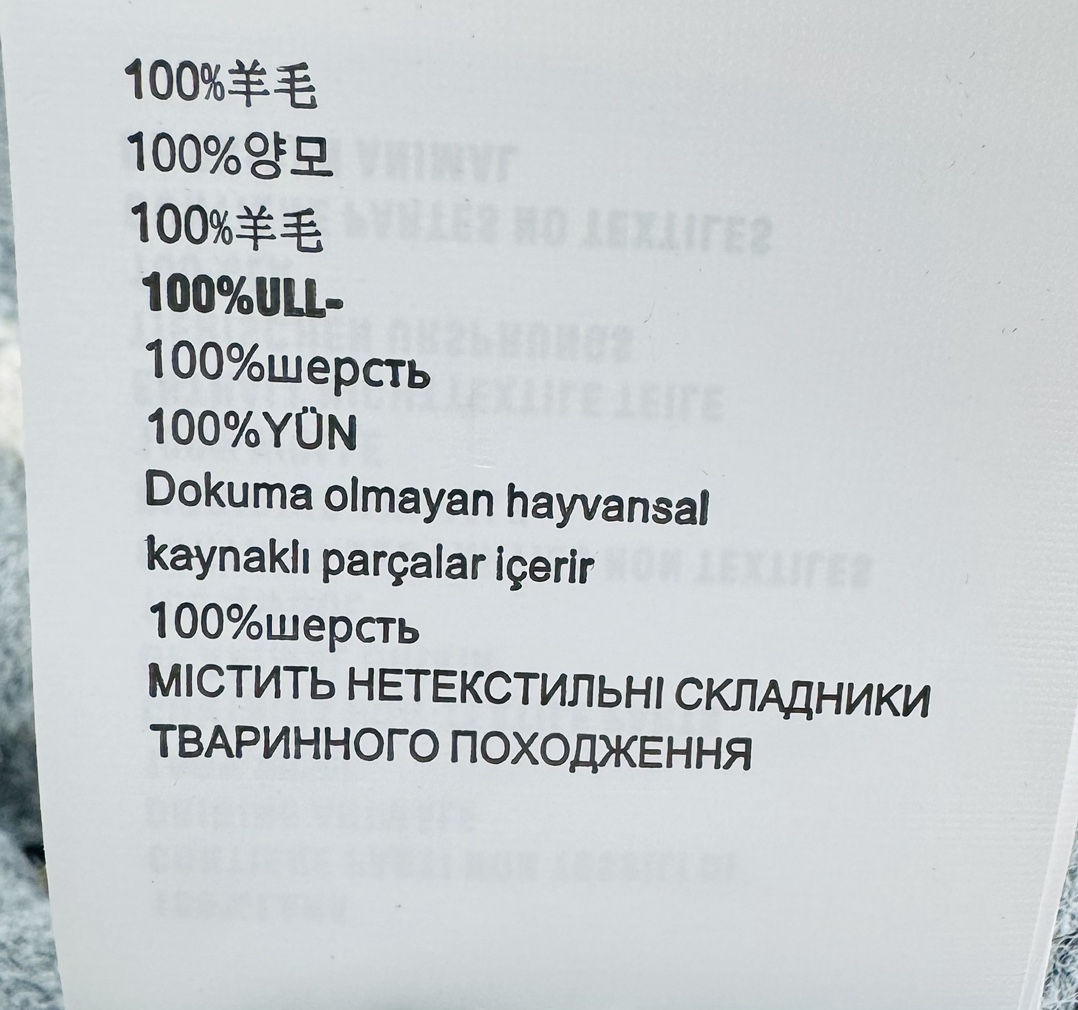 100%羊毛
100%양모
100%羊毛
100%ULL-
100%шерсть
100%YÜN
Dokuma olmayan hayvansal
kaynaklı parçalar içerir
100%шерсть
МІСТИТЬ НЕТЕКСТИЛЬНІ СКЛАДНИКИ
ТВАРИННОГО ПОХОДЖЕННЯ